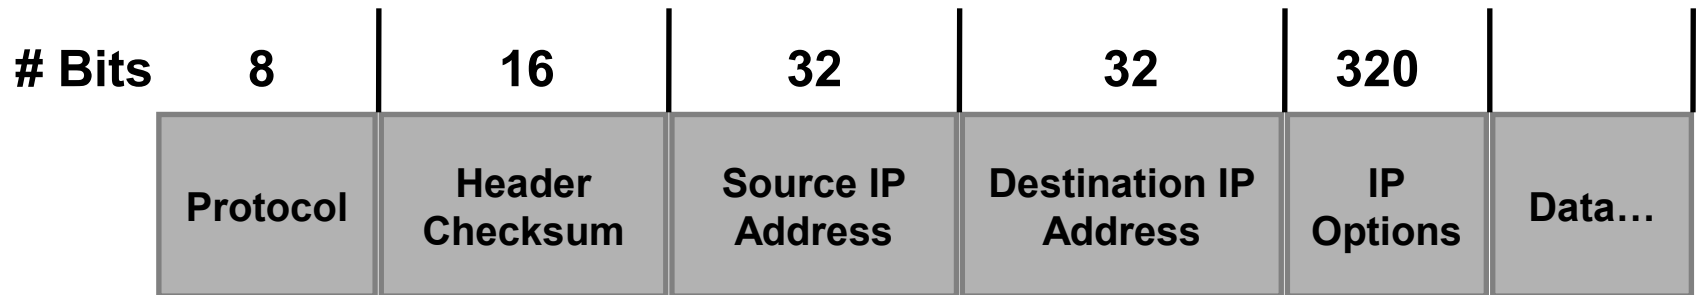 # Bits 8 16 32 32 320
Protocol Header Checksum Source IP Address Destination IP Address IP Options Data…